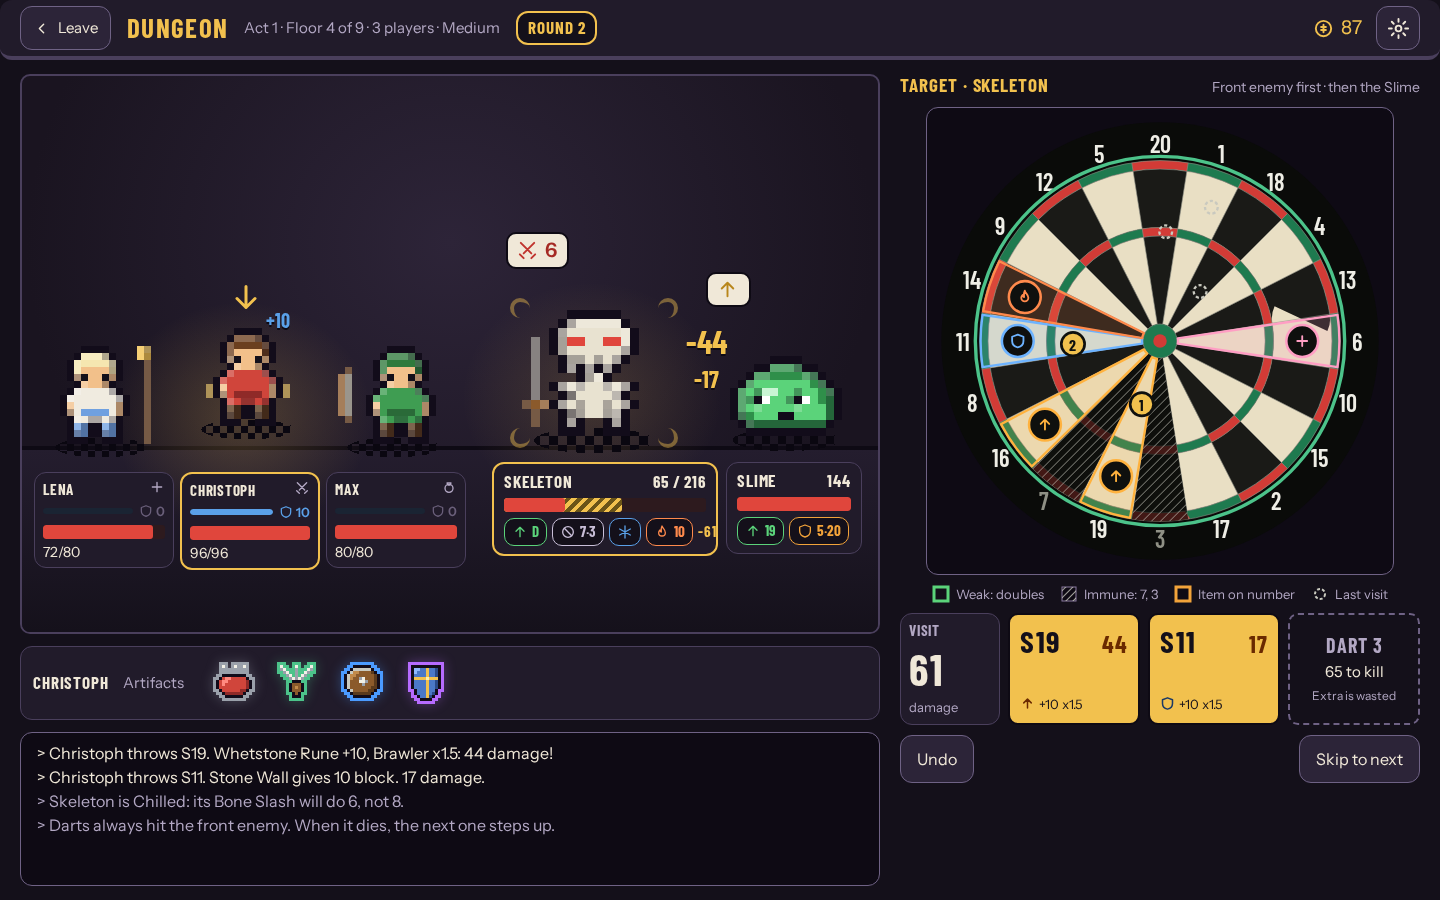 Leave
DUNGEON
Act 1 · Floor 4 of 9 · 3 players · Medium
ROUND 2
87
6
+10
-44
-17
LENA
0
72/80
CHRISTOPH
10
96/96
MAX
0
80/80
SKELETON 65 / 216
D
7·3
10
-61
SLIME 144
19
5·20
CHRISTOPH Artifacts
> Christoph throws S19. Whetstone Rune +10, Brawler x1.5: 44 damage!
> Christoph throws S11. Stone Wall gives 10 block. 17 damage.
> Skeleton is Chilled: its Bone Slash will do 6, not 8.
> Darts always hit the front enemy. When it dies, the next one steps up.
TARGET · SKELETON
Front enemy first · then the Slime
20
1
18
4
13
6
10
15
2
17
3
19
7
16
8
11
14
9
12
5
2
1
Weak: doubles
Immune: 7, 3
Item on number
Last visit
VISIT
61
damage
S19 44
+10 x1.5
S11 17
+10 x1.5
DART 3
65 to kill
Extra is wasted
Undo
Skip to next